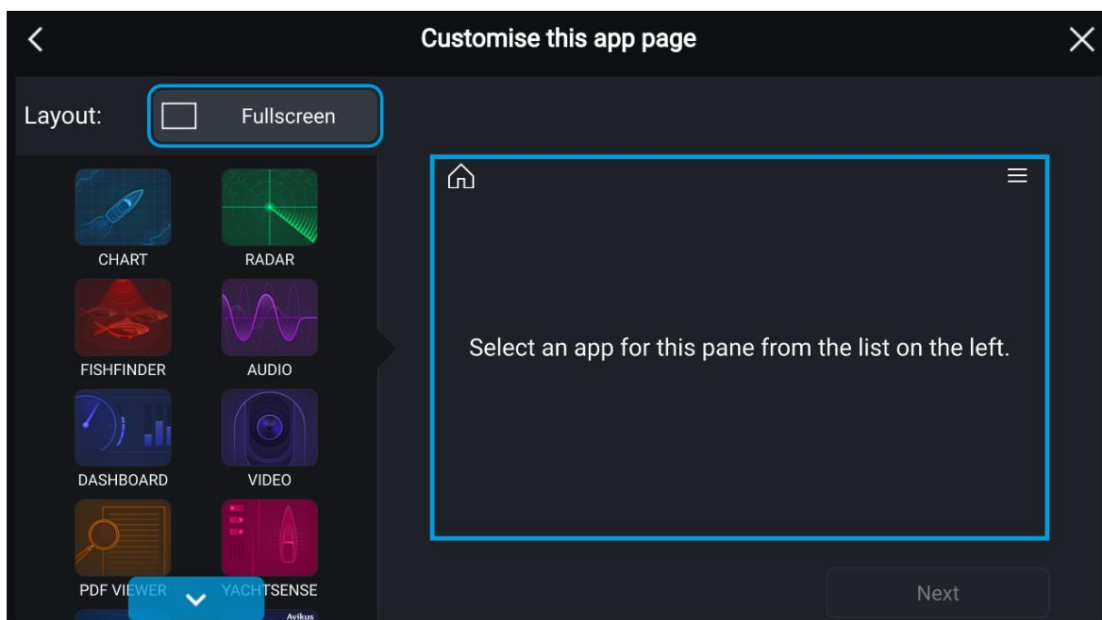 Customise this app page
Layout:
Fullscreen
CHART
RADAR
FISHFINDER
AUDIO
DASHBOARD
VIDEO
PDF VIEWER
YACHTSENSE
Avikus
Select an app for this pane from the list on the left.
Next